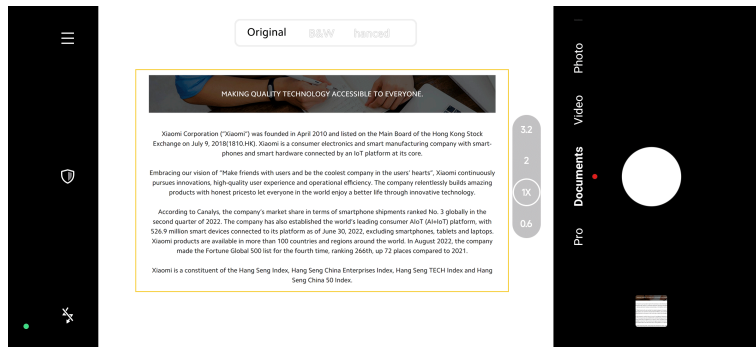 Original B&W hanced
MAKING QUALITY TECHNOLOGY ACCESSIBLE TO EVERYONE.
Xiaomi Corporation ("Xiaomi") was founded in April 2010 and listed on the Main Board of the Hong Kong Stock
Exchange on July 9, 2018(1810.HK). Xiaomi is a consumer electronics and smart manufacturing company with smart-
phones and smart hardware connected by an IoT platform at its core.
Embracing our vision of "Make friends with users and be the coolest company in the users' hearts", Xiaomi continuously
pursues innovations, high-quality user experience and operational efficiency. The company relentlessly builds amazing
products with honest pricesto let everyone in the world enjoy a better life through innovative technology.
According to Canalys, the company's market share in terms of smartphone shipments ranked No. 3 globally in the
second quarter of 2022. The company has also established the world's leading consumer AIoT (AI+IoT) platform, with
526.9 million smart devices connected to its platform as of June 30, 2022, excluding smartphones, tablets and laptops.
Xiaomi products are available in more than 100 countries and regions around the world. In August 2022, the company
made the Fortune Global 500 list for the fourth time, ranking 266th, up 72 places compared to 2021.
Xiaomi is a constituent of the Hang Seng Index, Hang Seng China Enterprises Index, Hang Seng TECH Index and Hang
Seng China 50 Index.
3.2
2
1X
0.6
Photo
Video
Documents
Pro